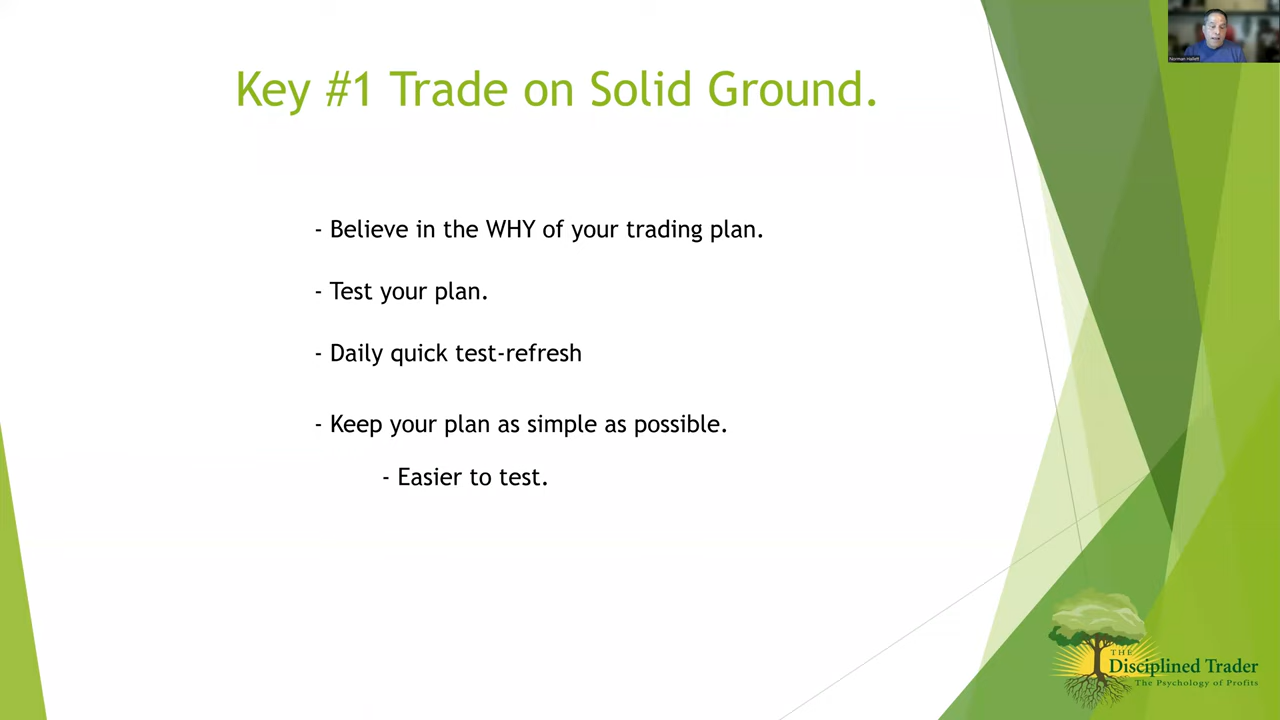 Norman Hallett
Key #1 Trade on Solid Ground.
- Believe in the WHY of your trading plan.
- Test your plan.
- Daily quick test-refresh
- Keep your plan as simple as possible.
- Easier to test.
THE
Disciplined Trader
The Psychology of Profits